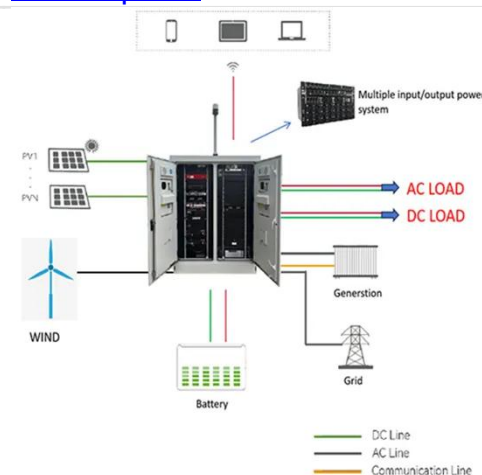 Multiple input/output power
system
PV1
PVN
AC LOAD
DC LOAD
WIND
Generstion
Grid
Battery
DC Line
AC Line
Communication Line